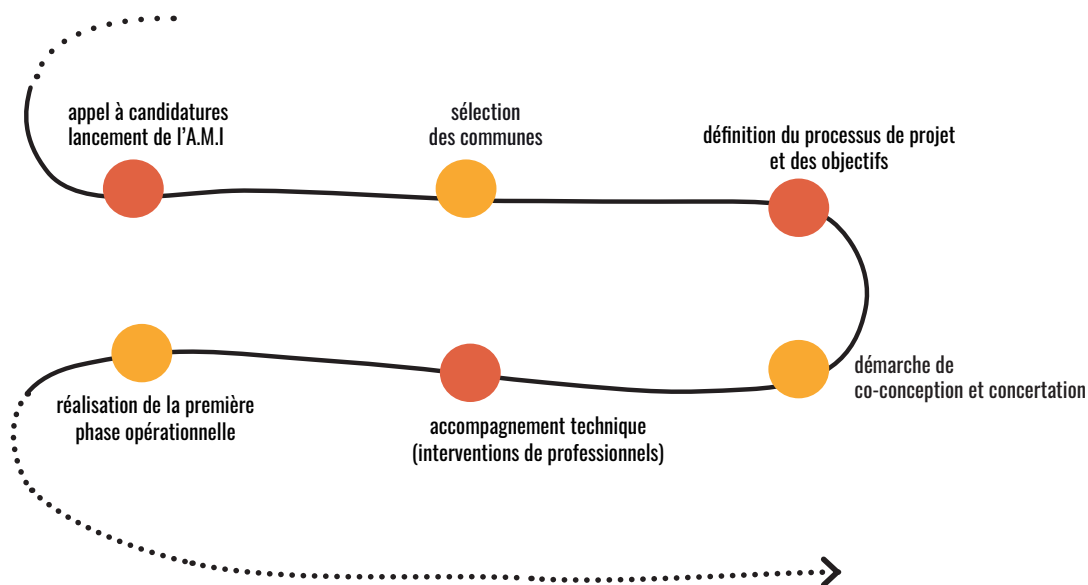 appel à candidatures
lancement de l'A.M.I
sélection
des communes
définition du processus de projet
et des objectifs
démarche de
co-conception et concertation
accompagnement technique
(interventions de professionnels)
réalisation de la première
phase opérationnelle